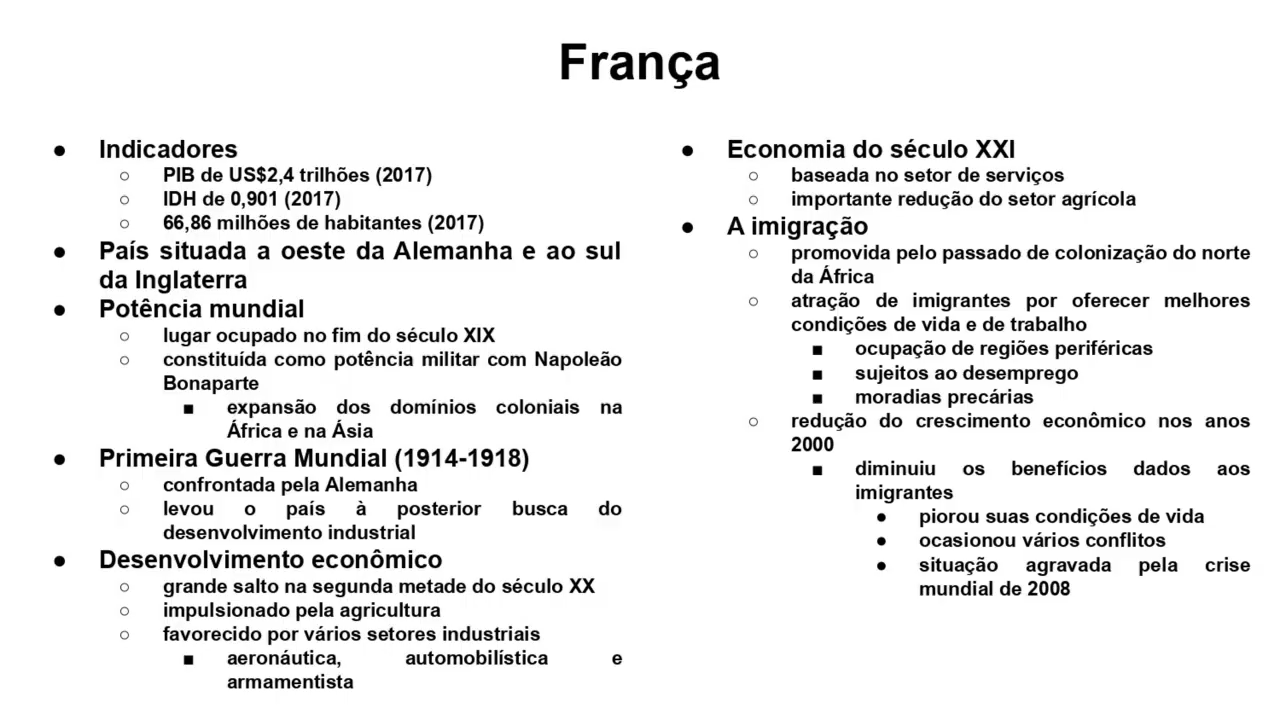 França
Indicadores
PIB de US$2,4 trilhões (2017)
IDH de 0,901 (2017)
66,86 milhões de habitantes (2017)
País situada a oeste da Alemanha e ao sul
da Inglaterra
Potência mundial
lugar ocupado no fim do século XIX
constituída como potência militar com Napoleão
Bonaparte
expansão dos domínios coloniais na
África e na Ásia
Primeira Guerra Mundial (1914-1918)
confrontada pela Alemanha
levou o país à posterior busca do
desenvolvimento industrial
Desenvolvimento econômico
grande salto na segunda metade do século XX
impulsionado pela agricultura
favorecido por vários setores industriais
aeronáutica, automobilística e
armamentista
Economia do século XXI
baseada no setor de serviços
importante redução do setor agrícola
A imigração
promovida pelo passado de colonização do norte
da África
atração de imigrantes por oferecer melhores
condições de vida e de trabalho
ocupação de regiões periféricas
sujeitos ao desemprego
moradias precárias
redução do crescimento econômico nos anos
2000
diminuiu os benefícios dados aos
imigrantes
piorou suas condições de vida
ocasionou vários conflitos
situação agravada pela crise
mundial de 2008